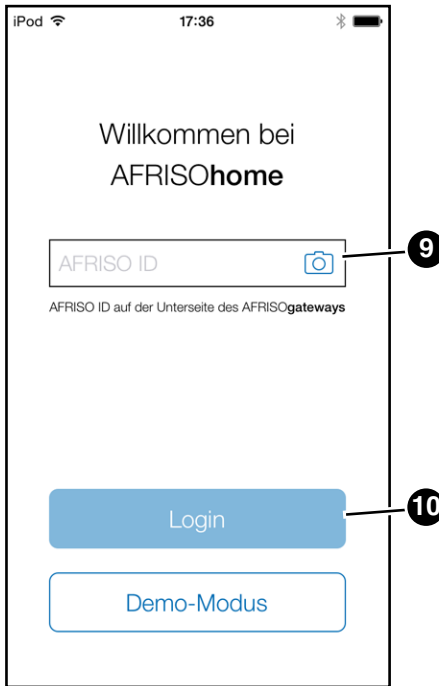 iPod 17:36
Willkommen bei
AFRISOhome
AFRISO ID
9
AFRISO ID auf der Unterseite des AFRISOgateways
Login
10
Demo-Modus